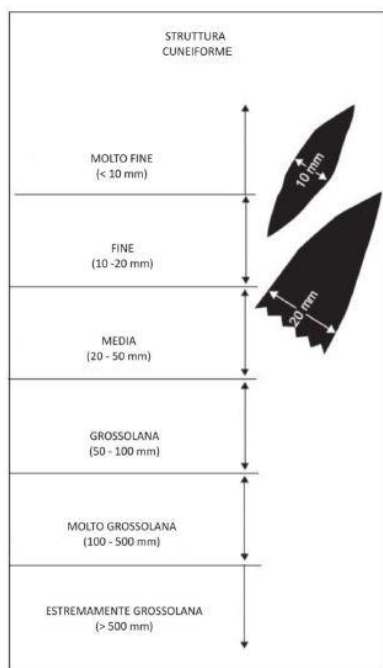 STRUTTURA
CUNEIFORME
MOLTO FINE
(< 10 mm)
10 mm
FINE
(10 -20 mm)
20 mm
MEDIA
(20 - 50 mm)
GROSSOLANA
(50 - 100 mm)
MOLTO GROSSOLANA
(100 - 500 mm)
ESTREMAMENTE GROSSOLANA
(> 500 mm)